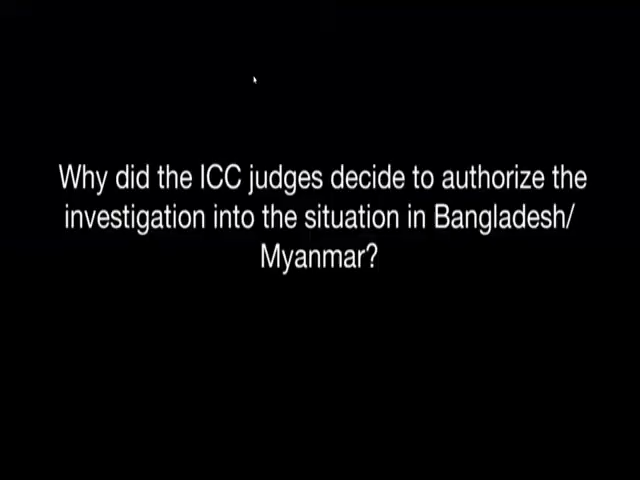 Why did the ICC judges decide to authorize the
investigation into the situation in Bangladesh/
Myanmar?